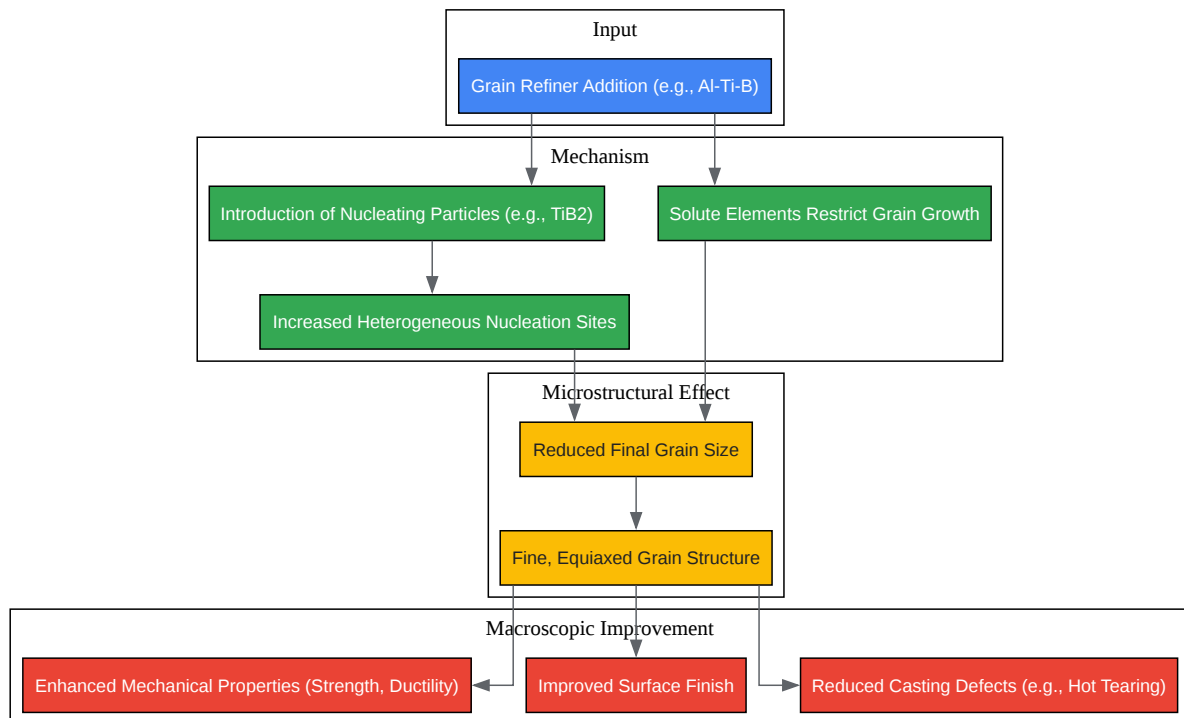 Input
Grain Refiner Addition (e.g., Al-Ti-B)
Mechanism
Introduction of Nucleating Particles (e.g., TiB2)
Solute Elements Restrict Grain Growth
Increased Heterogeneous Nucleation Sites
Microstructural Effect
Reduced Final Grain Size
Fine, Equiaxed Grain Structure
Macroscopic Improvement
Enhanced Mechanical Properties (Strength, Ductility)
Improved Surface Finish
Reduced Casting Defects (e.g., Hot Tearing)